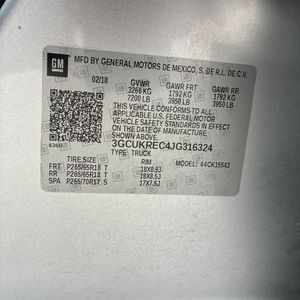 GM
MFD BY GENERAL MOTORS DE MEXICO, S. DE R.L. DE C.V.
02/18 GVWR GAWR FRT GAWR RR
3266 KG 1792 KG 1792 KG
7200 LB 3950 LB 3950 LB
THIS VEHICLE CONFORMS TO ALL
APPLICABLE U.S. FEDERAL MOTOR
VEHICLE SAFETY STANDARDS IN
EFFECT ON THE DATE OF MANUFACTURE
SHOWN ABOVE.
3GCUKREC4JG316324
TYPE: TRUCK
TIRE SIZE RIM MODEL: 44CK15543
FRT P265/65R18 T 18X8.5J
RR P265/65R18 T 18X8.5J
SPA P265/70R17 S 17X7.5J